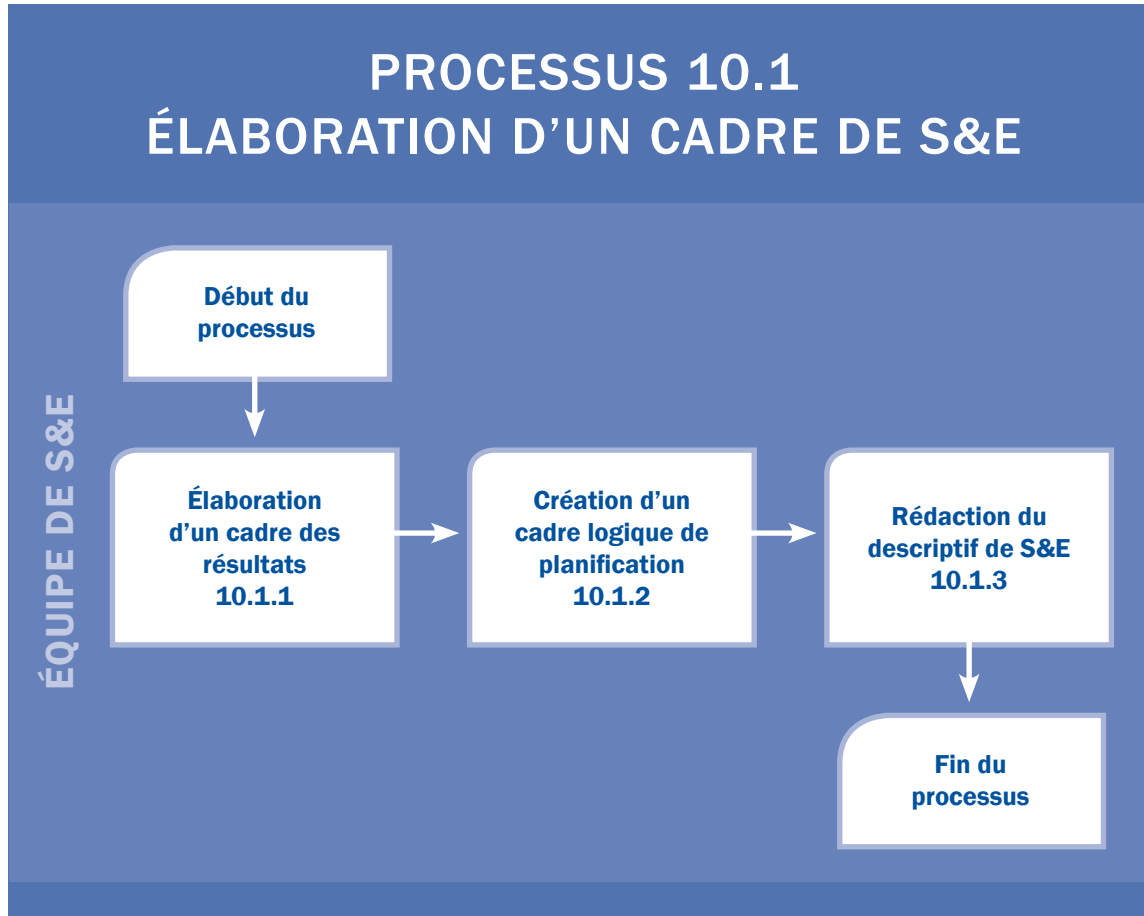 PROCESSUS 10.1
ÉLABORATION D’UN CADRE DE S&E
ÉQUIPE DE S&E
Début du
processus
Élaboration
d’un cadre des
résultats
10.1.1
Création d’un
cadre logique de
planification
10.1.2
Rédaction du
descriptif de S&E
10.1.3
Fin du
processus